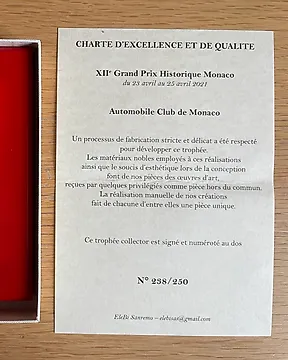 CHARTE D'EXCELLENCE ET DE QUALITE
XIIe Grand Prix Historique Monaco
du 23 avril au 25 avril 2021
Automobile Club de Monaco
Un processus de fabrication stricte et délicat a été respecté
pour développer ce trophée.
Les matériaux nobles employés à ces réalisations
ainsi que le soucis d'esthétique lors de la conception
font de nos pièces des œuvres d'art,
reçues par quelques privilégiés comme pièce hors du commun.
La réalisation manuelle de nos créations
fait de chacune d'entre elles une pièce unique.
Ce trophée collector est signé et numéroté au dos
N° 238/250
EleBi Sanremo – elebisas@gmail.com